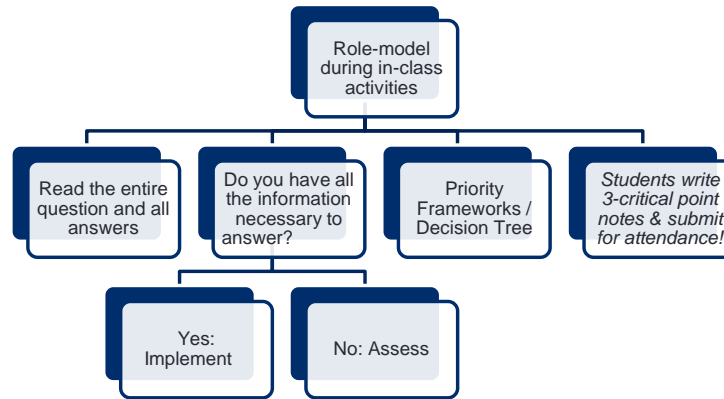 Role-model
during in-class
activities
Read the entire
question and all
answers
Do you have all
the information
necessary to
answer?
Priority
Frameworks /
Decision Tree
Students write
3-critical point
notes & submit
for attendance!
Yes:
Implement
No: Assess